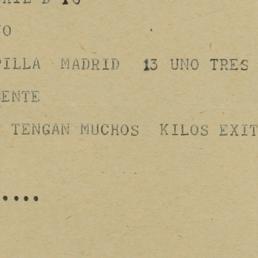 O
PILLA MADRID 13 UNO TRES
ENTE
TENGAN MUCHOS KILOS EXIT
.....